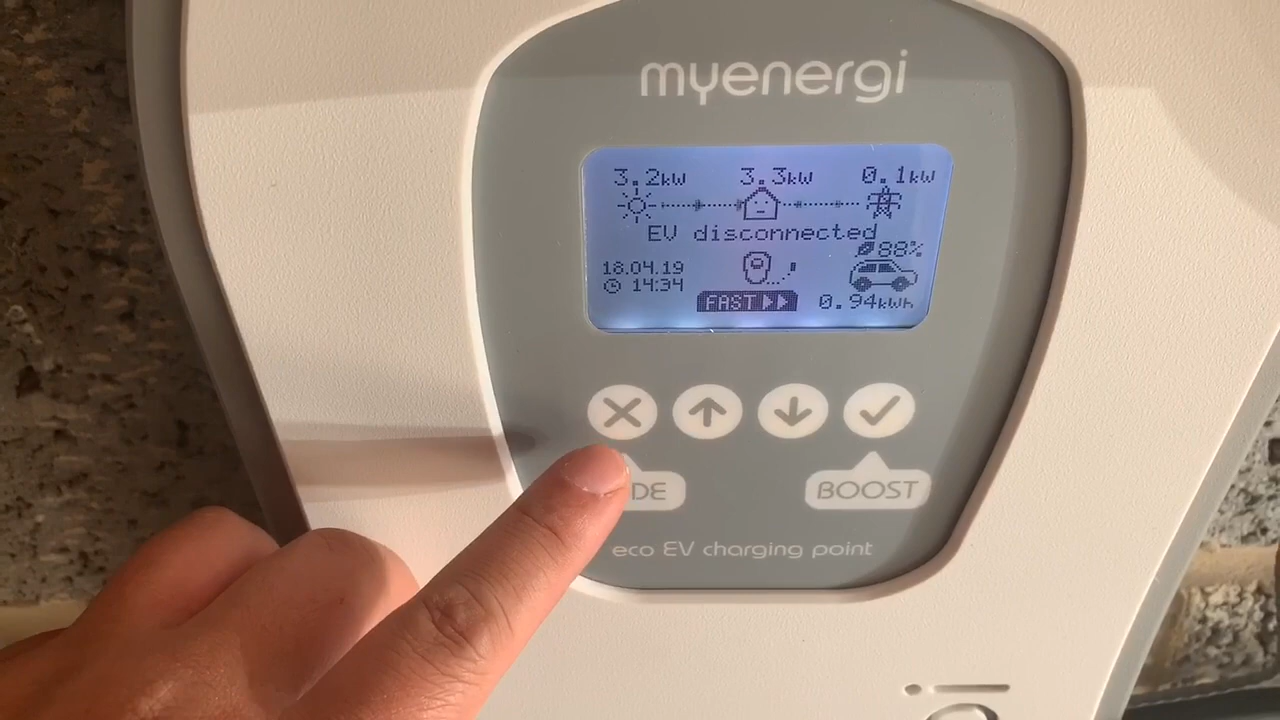 myenergi
3.2kW 3.3kW 0.1kW
EV disconnected
88%
18.04.19
14:34
FAST
0.94kWh
DE BOOST
eco EV charging point